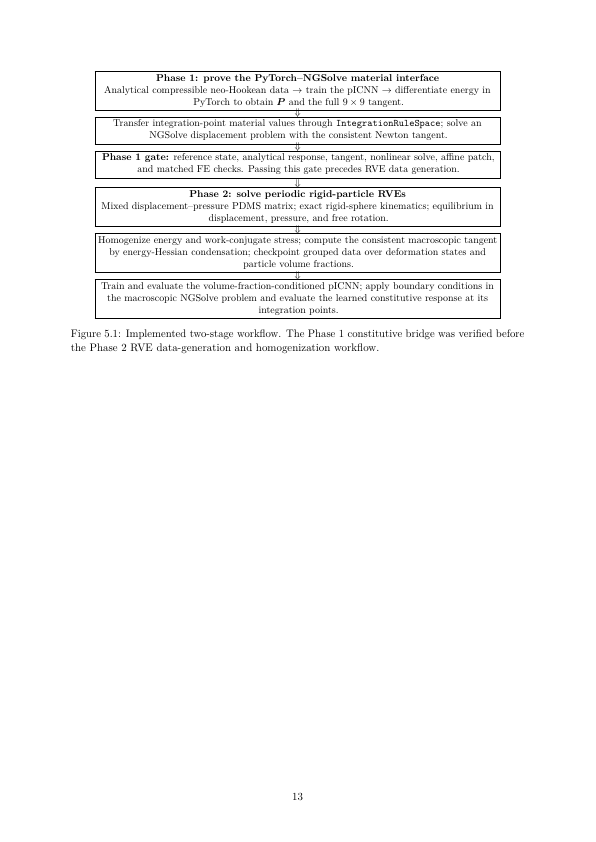 Phase 1: prove the PyTorch–NGSolve material interface
Analytical compressible neo-Hookean data → train the pICNN → differentiate energy in
PyTorch to obtain P and the full 9 × 9 tangent.
⇓
Transfer integration-point material values through IntegrationRuleSpace; solve an
NGSolve displacement problem with the consistent Newton tangent.
⇓
Phase 1 gate: reference state, analytical response, tangent, nonlinear solve, affine patch,
and matched FE checks. Passing this gate precedes RVE data generation.
⇓
Phase 2: solve periodic rigid-particle RVEs
Mixed displacement–pressure PDMS matrix; exact rigid-sphere kinematics; equilibrium in
displacement, pressure, and free rotation.
⇓
Homogenize energy and work-conjugate stress; compute the consistent macroscopic tangent
by energy-Hessian condensation; checkpoint grouped data over deformation states and
particle volume fractions.
⇓
Train and evaluate the volume-fraction-conditioned pICNN; apply boundary conditions in
the macroscopic NGSolve problem and evaluate the learned constitutive response at its
integration points.
Figure 5.1: Implemented two-stage workflow. The Phase 1 constitutive bridge was verified before
the Phase 2 RVE data-generation and homogenization workflow.
13